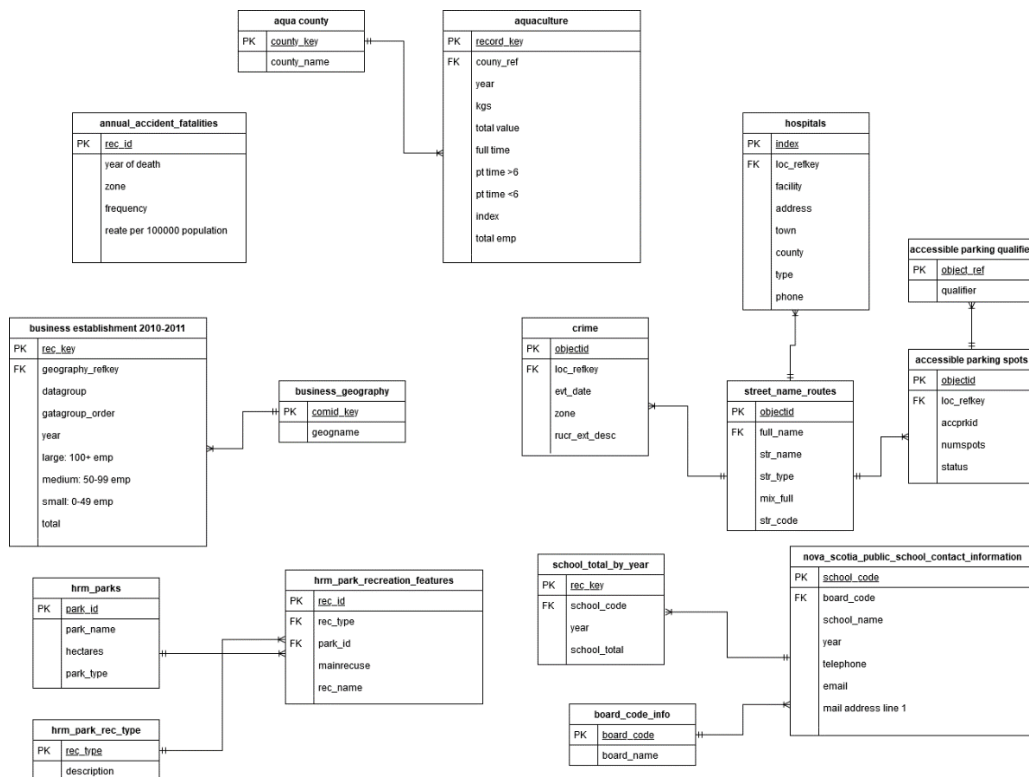 aqua county
PK county_key
county_name
aquaculture
PK record_key
FK couny_ref
year
kgs
total value
full time
pt time >6
pt time <6
index
total emp
annual_accident_fatalities
PK rec_id
year of death
zone
frequency
reate per 100000 population
hospitals
PK index
FK loc_refkey
facility
address
town
county
type
phone
accessible parking qualifie
PK object_ref
qualifier
business establishment 2010-2011
PK rec_key
FK geography_refkey
datagroup
gatagroup_order
year
large: 100+ emp
medium: 50-99 emp
small: 0-49 emp
total
business_geography
PK comid_key
geogname
crime
PK objectid
FK loc_refkey
evt_date
zone
rucr_ext_desc
street_name_routes
PK objectid
FK full_name
str_name
str_type
mix_full
str_code
accessible parking spots
PK objectid
FK loc_refkey
accprkid
numspots
status
hrm_parks
PK park_id
park_name
hectares
park_type
hrm_park_recreation_features
PK rec_id
FK rec_type
FK park_id
mainrecuse
rec_name
hrm_park_rec_type
PK rec_type
description
school_total_by_year
PK rec_key
FK school_code
year
school_total
nova_scotia_public_school_contact_information
PK school_code
FK board_code
school_name
year
telephone
email
mail address line 1
board_code_info
PK board_code
board_name